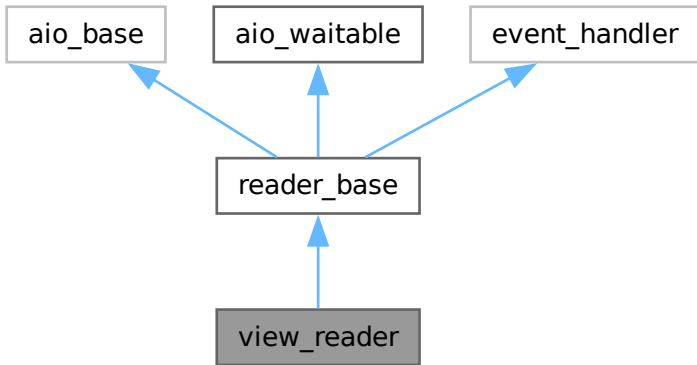 aio_base
aio_waitable
event_handler
reader_base
view_reader